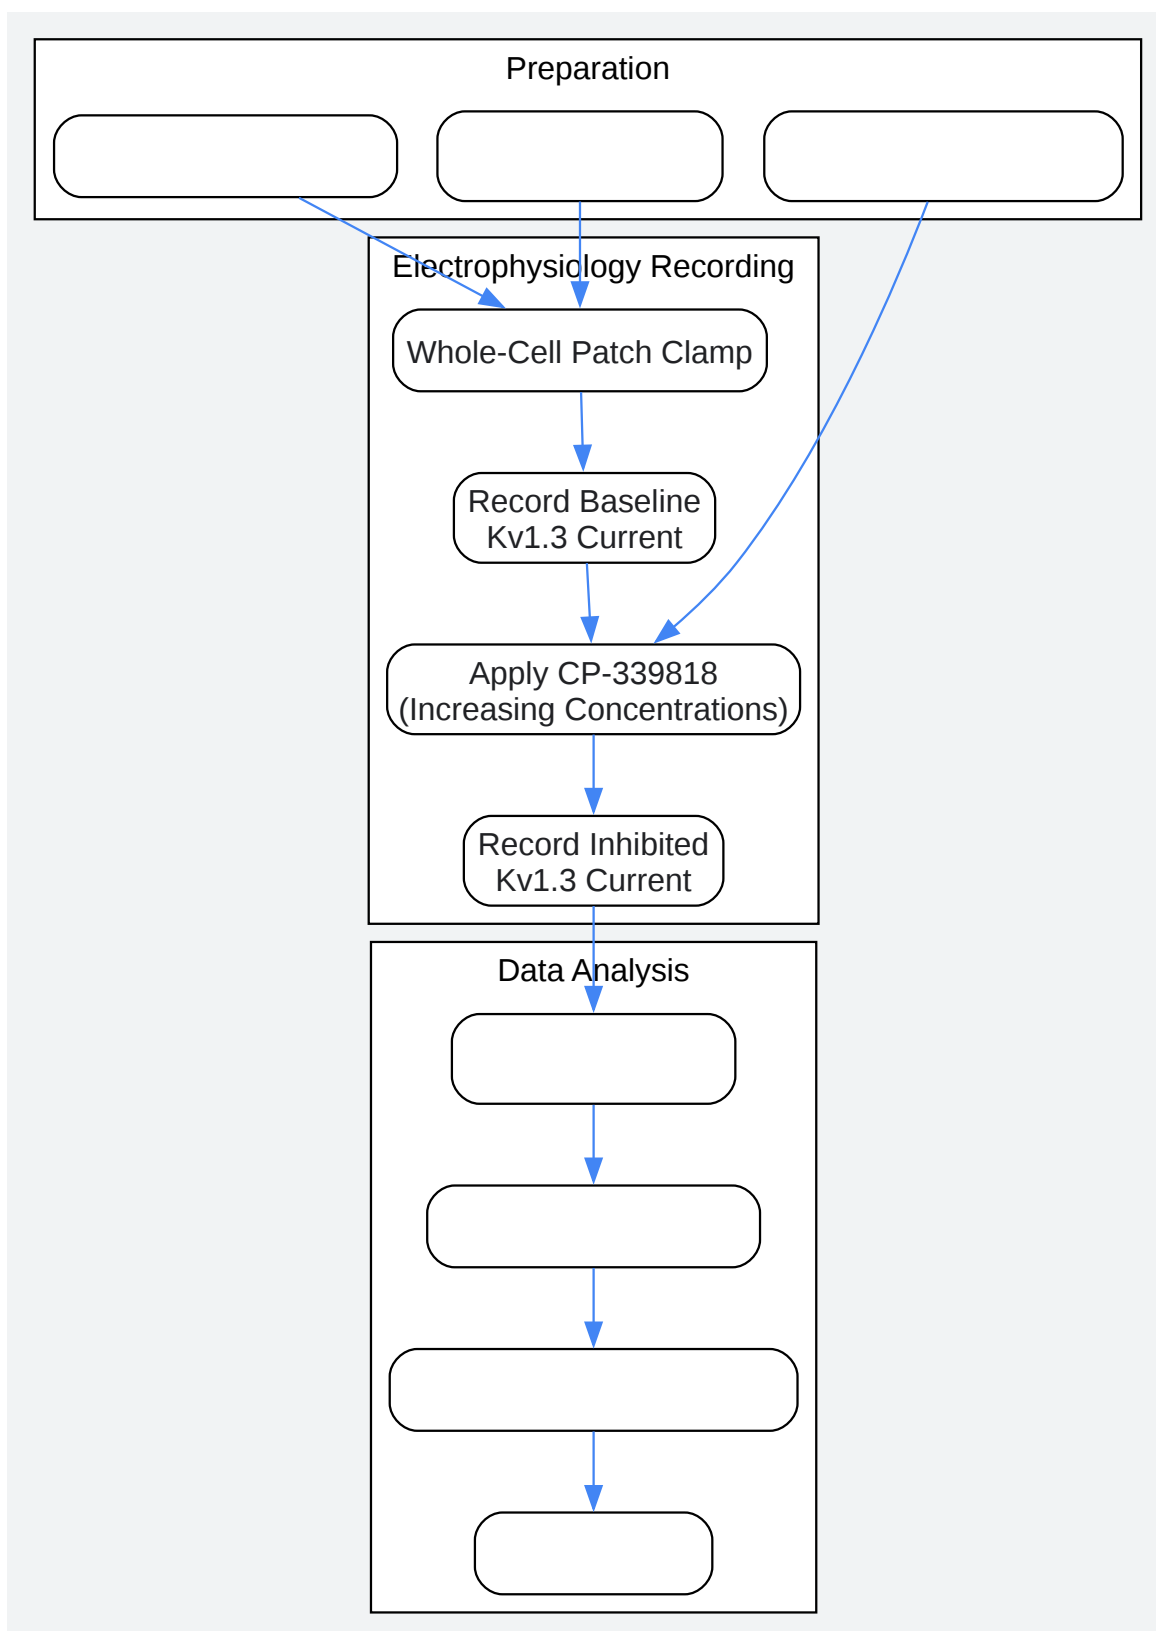 Preparation
Electrophysiology Recording
Whole-Cell Patch Clamp
Record Baseline
Kv1.3 Current
Apply CP-339818
(Increasing Concentrations)
Record Inhibited
Kv1.3 Current
Data Analysis